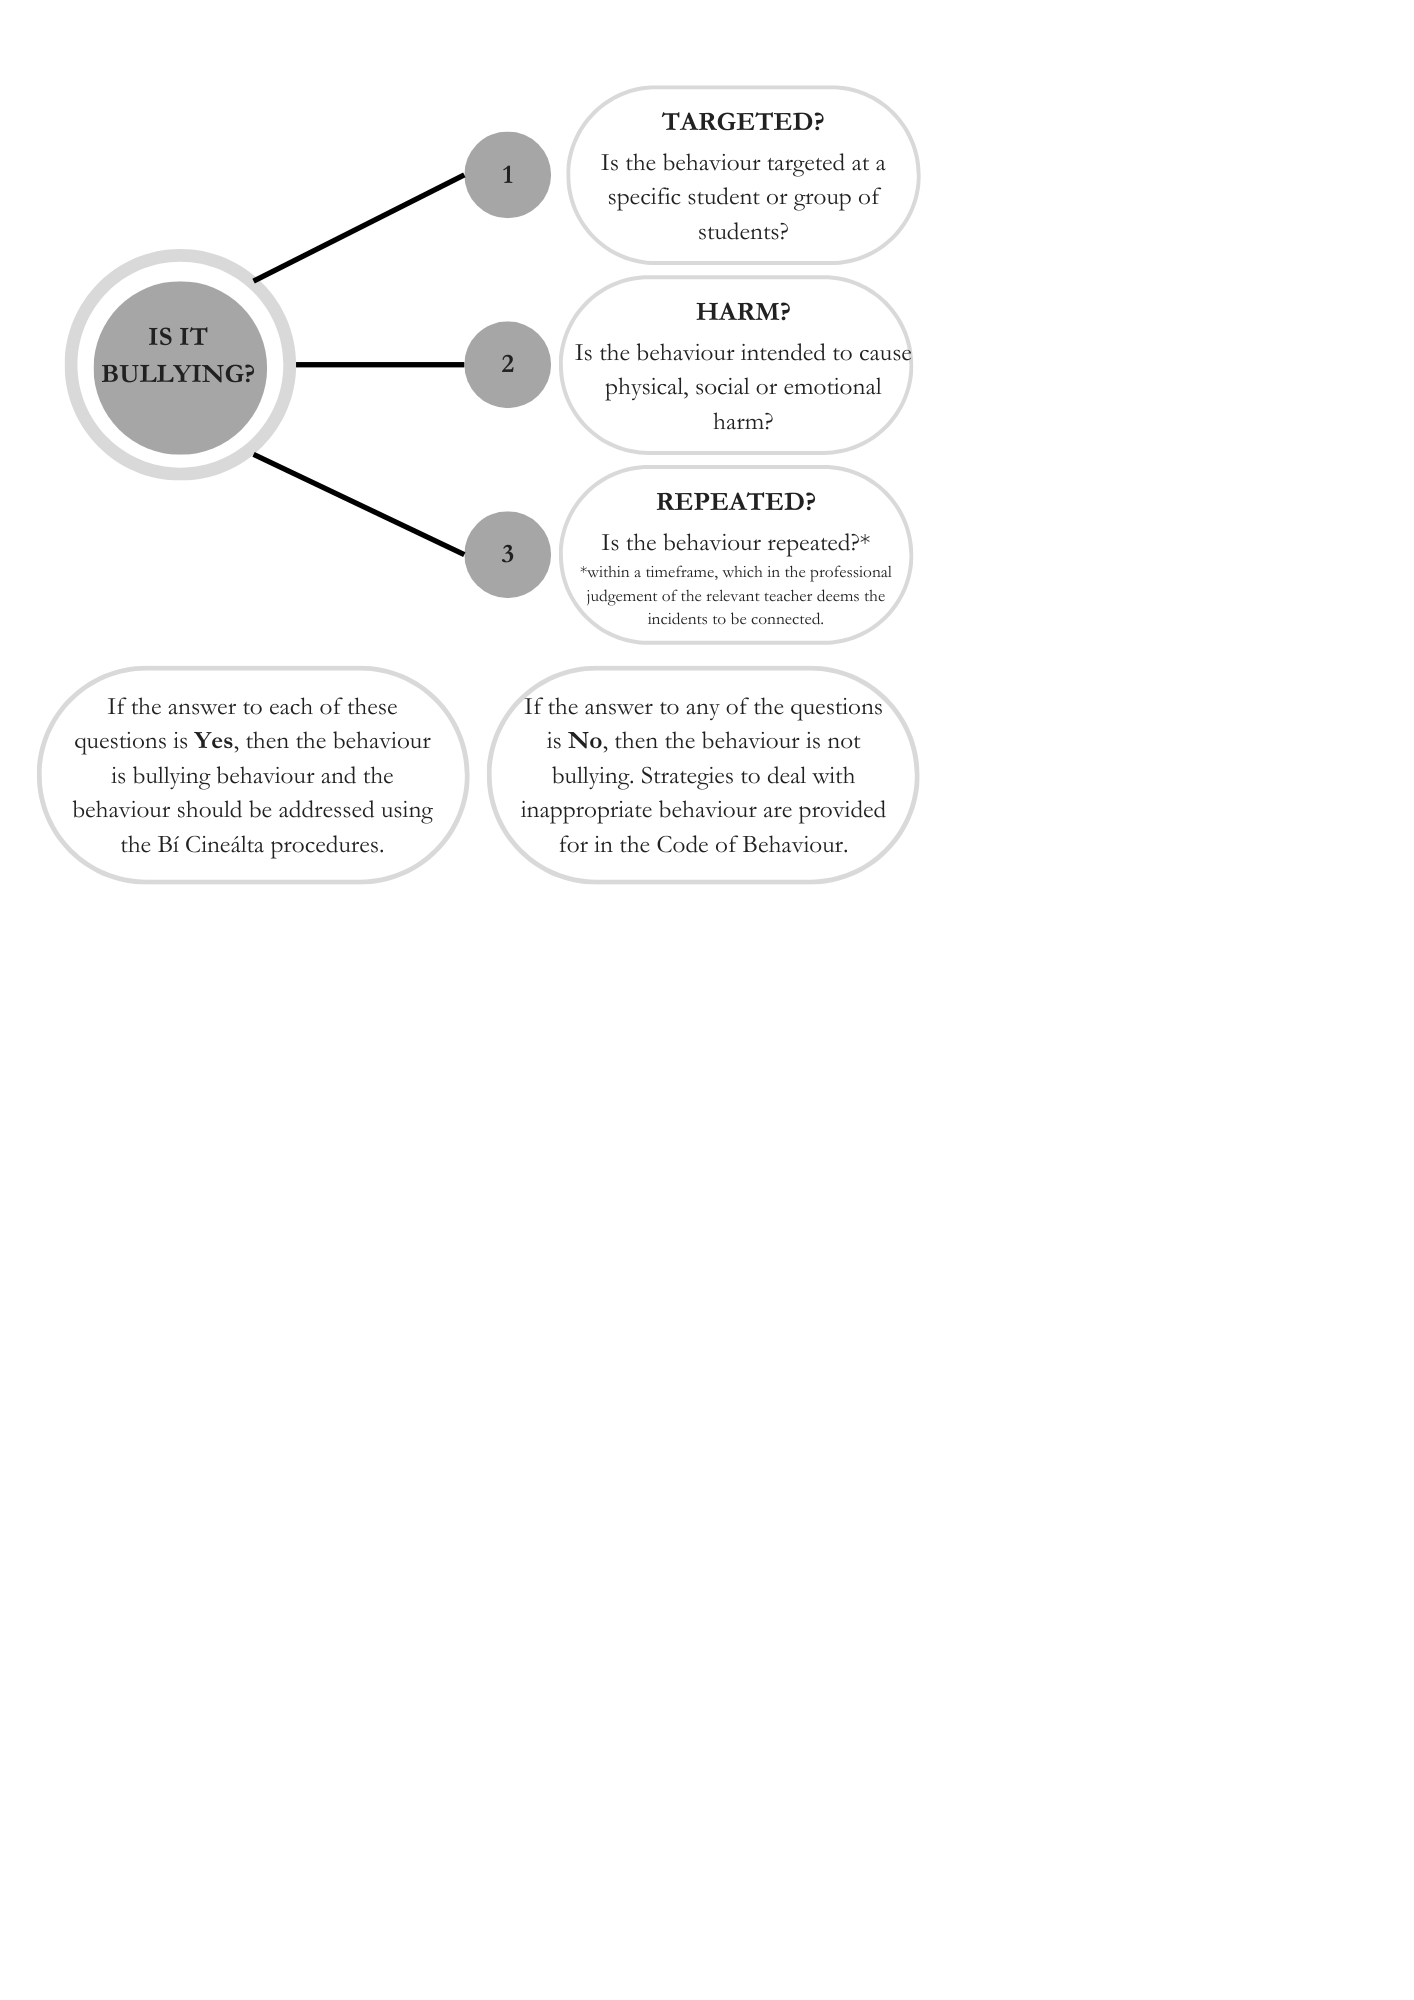 IS IT
BULLYING?
1
TARGETED?
Is the behaviour targeted at a
specific student or group of
students?
2
HARM?
Is the behaviour intended to cause
physical, social or emotional
harm?
3
REPEATED?
Is the behaviour repeated?*
*within a timeframe, which in the professional
judgement of the relevant teacher deems the
incidents to be connected.
If the answer to each of these
questions is Yes, then the behaviour
is bullying behaviour and the
behaviour should be addressed using
the Bí Cineálta procedures.
If the answer to any of the questions
is No, then the behaviour is not
bullying. Strategies to deal with
inappropriate behaviour are provided
for in the Code of Behaviour.